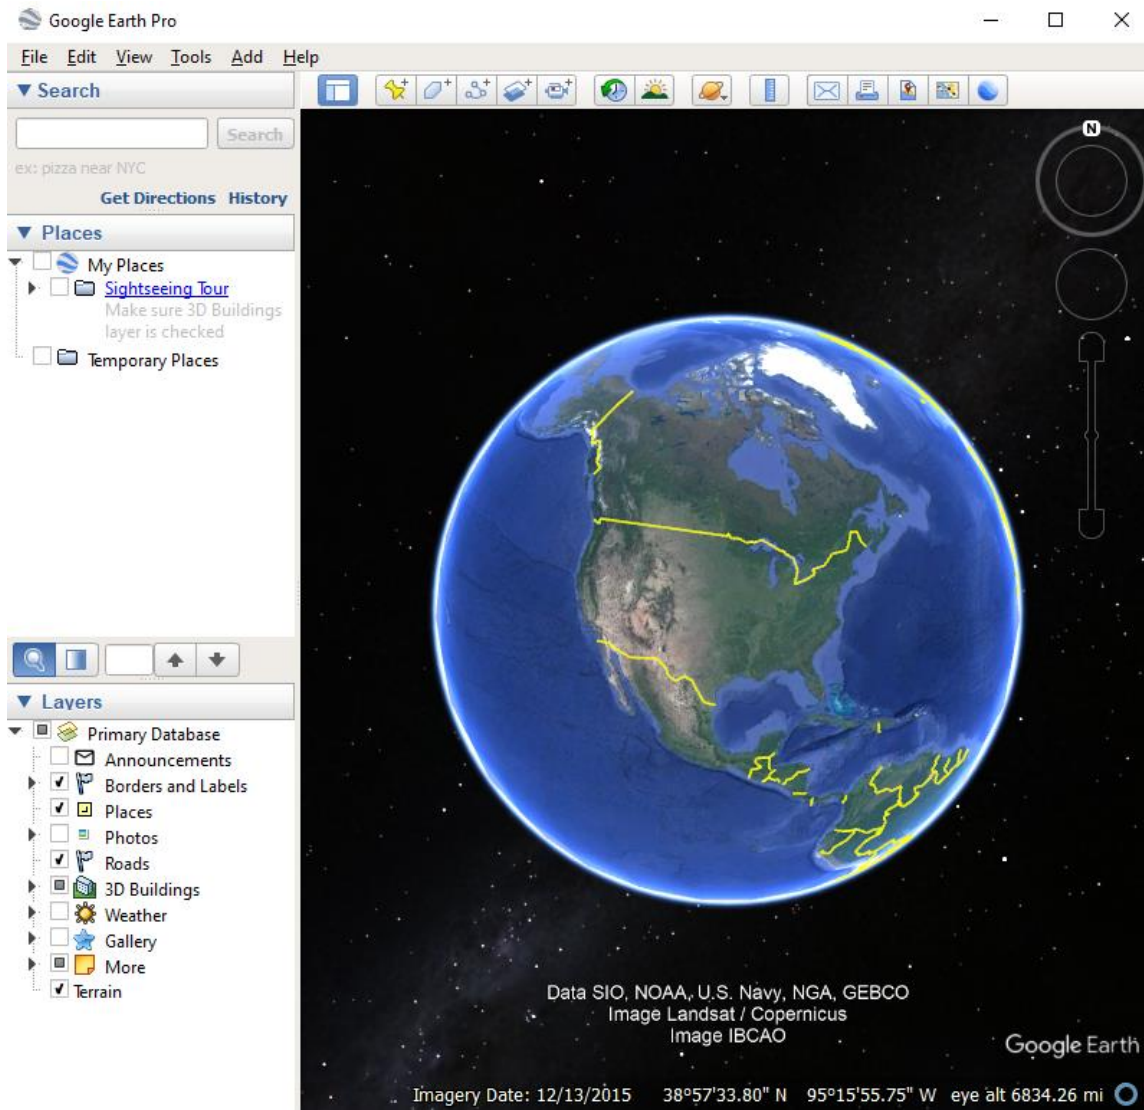 Google Earth Pro
File Edit View Tools Add Help
Search
Search
ex: pizza near NYC
Get Directions History
Places
My Places
Sightseeing Tour
Make sure 3D Buildings
layer is checked
Temporary Places
Layers
Primary Database
Announcements
Borders and Labels
Places
Photos
Roads
3D Buildings
Weather
Gallery
More
Terrain
N
Data SIO, NOAA, U.S. Navy, NGA, GEBCO
Image Landsat / Copernicus
Image IBCAO
Google Earth
Imagery Date: 12/13/2015 38°57'33.80" N 95°15'55.75" W eye alt 6834.26 mi